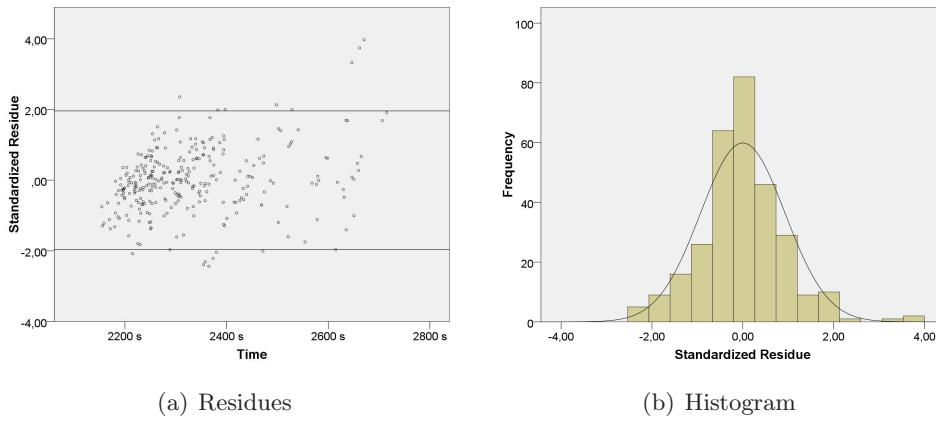 4,00
2,00
,00
-2,00
-4,00
Standardized Residue
2200 s
2400 s
2600 s
2800 s
Time
(a) Residues
100
80
60
40
20
0
Frequency
-4,00
-2,00
0,00
2,00
4,00
Standardized Residue
(b) Histogram